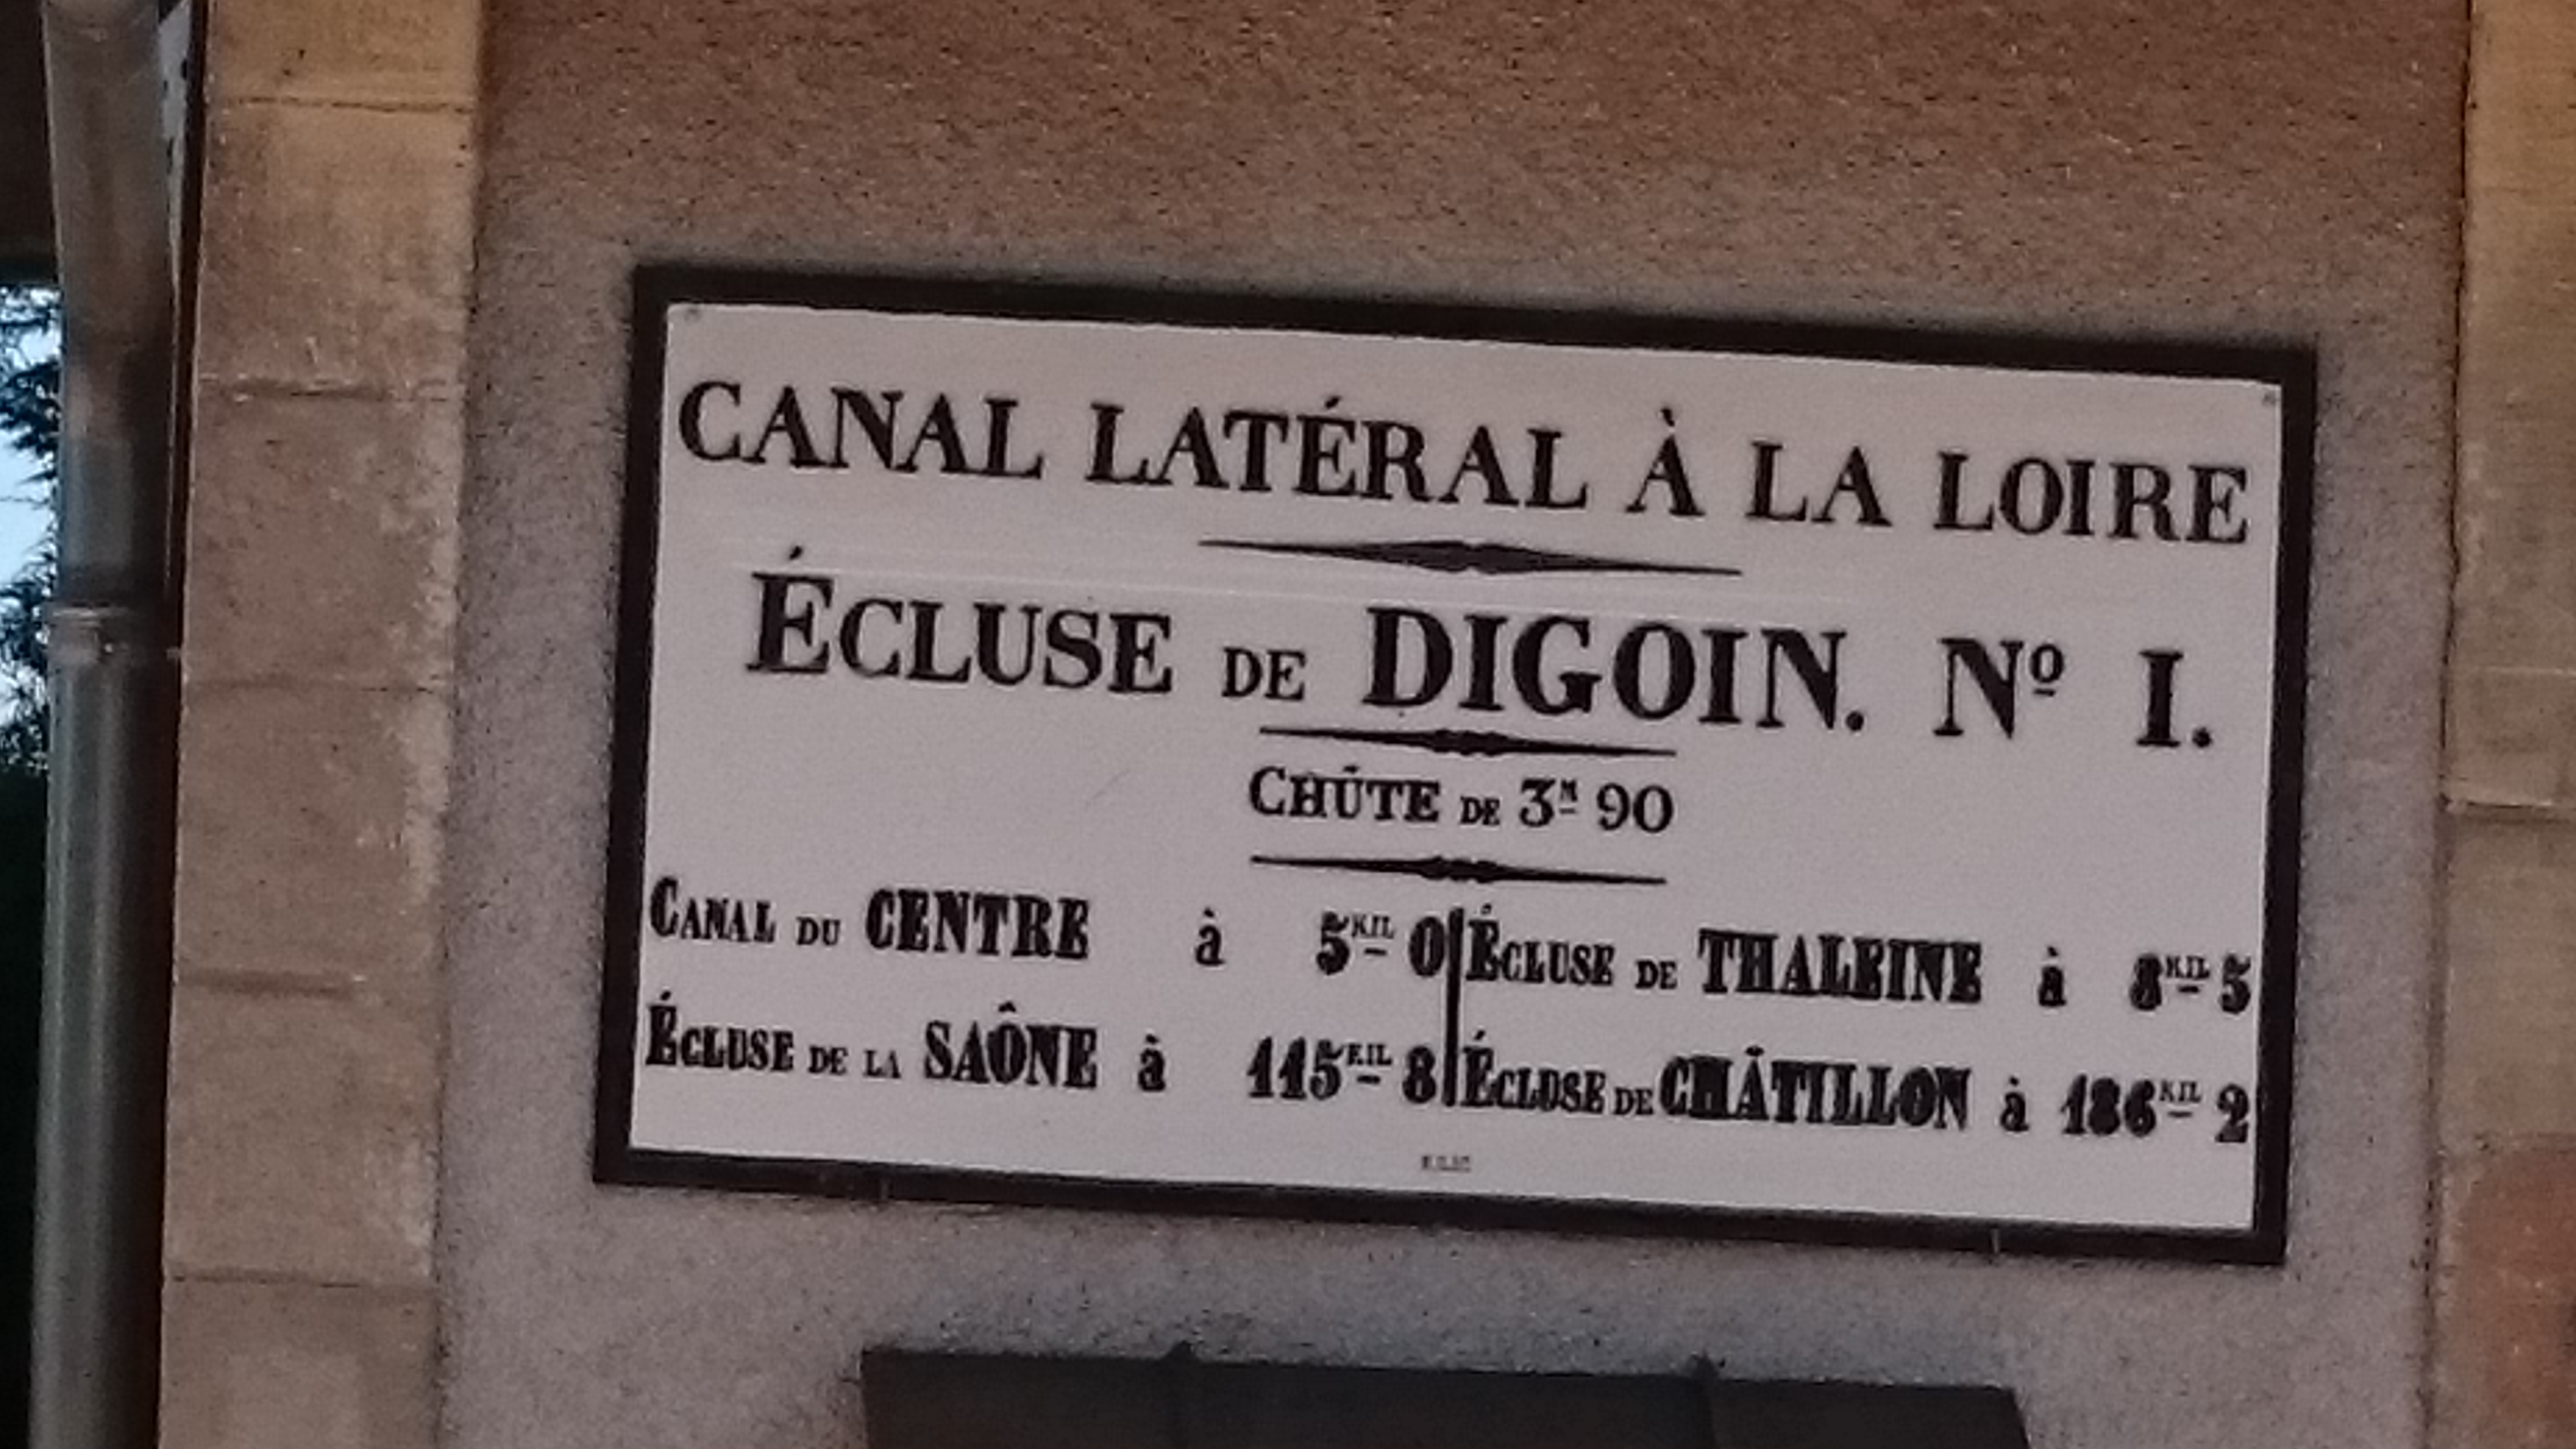 CANAL LATÉRAL À LA LOIRE
ÉCLUSE DE DIGOIN. Nº I.
CHÛTE DE 3M 90
CANAL DU CENTRE à 5KIL 0
ÉCLUSE DE LA SAÔNE à 115KIL 8
ÉCLUSE DE THALEINE à 8KIL 5
ÉCLUSE DE CHÂTILLON à 186KIL 2